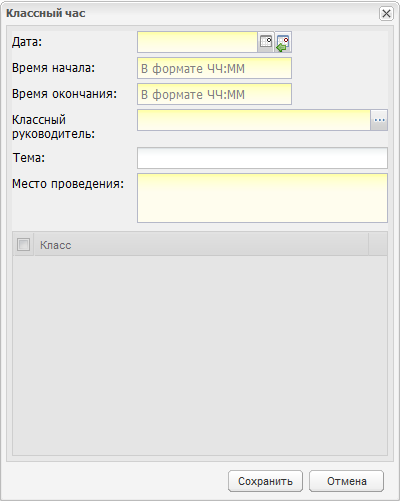 Классный час
Дата:
Время начала: В формате ЧЧ:ММ
Время окончания: В формате ЧЧ:ММ
Классный
руководитель:
Тема:
Место проведения:
Класс
Сохранить Отмена